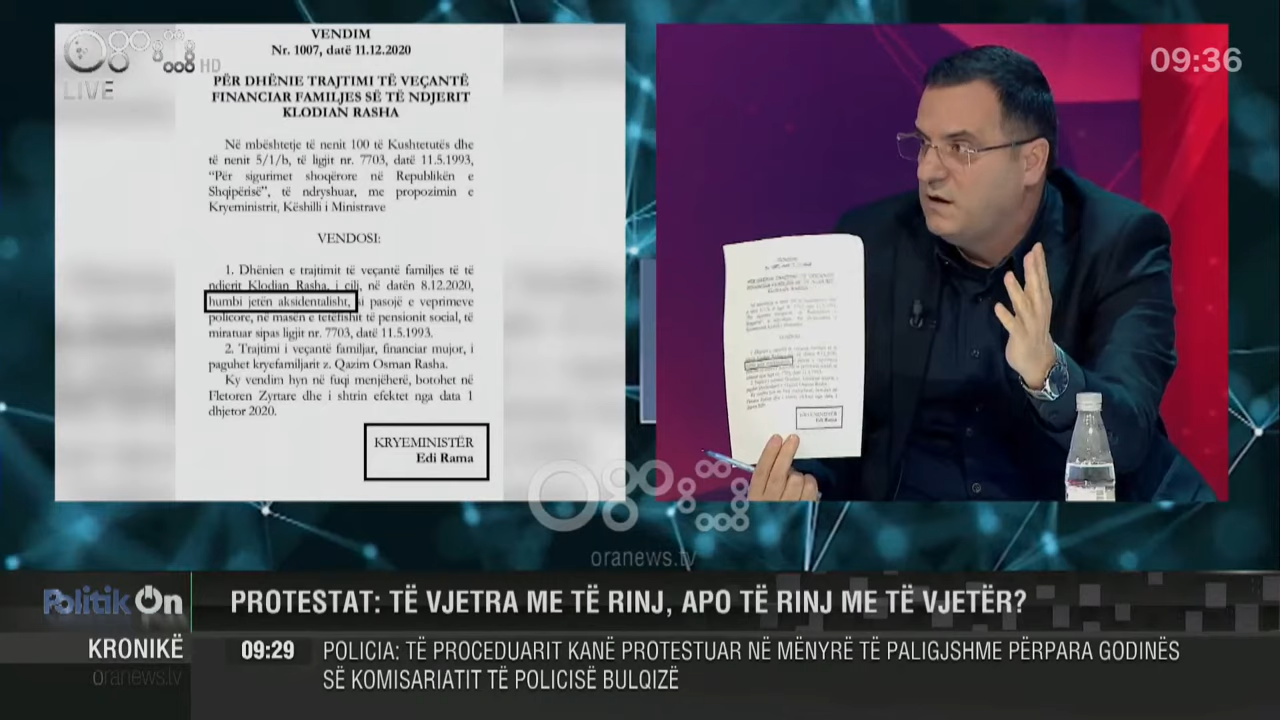 HD
LIVE
VENDIM
Nr. 1007, datë 11.12.2020
PËR DHËNIE TRAJTIMI TË VEÇANTË
FINANCIAR FAMILJES SË TË NDJERIT
KLODIAN RASHA
Në mbështetje të nenit 100 të Kushtetutës dhe
të nenit 5/1/b, të ligjit nr. 7703, datë 11.5.1993,
“Për sigurimet shoqërore në Republikën e
Shqipërisë”, të ndryshuar, me propozimin e
Kryeministrit, Këshilli i Ministrave
VENDOSI:
1. Dhënien e trajtimit të veçantë familjes të të
ndjerit Klodian Rasha, i cili, në datën 8.12.2020,
humbi jetën aksidentalisht, si pasojë e veprimeve
policore, në masën e tetëfishit të pensionit social, të
miratuar sipas ligjit nr. 7703, datë 11.5.1993.
2. Trajtimi i veçantë familjar, financiar mujor, i
paguhet kryefamiljarit z. Qazim Osman Rasha.
Ky vendim hyn në fuqi menjëherë, botohet në
Fletoren Zyrtare dhe i shtrin efektet nga data 1
dhjetor 2020.
KRYEMINISTËR
Edi Rama
09:36
KRYEMINISTËR
Edi Rama
oranews.tv
Politik On
PROTESTAT: TË VJETRA ME TË RINJ, APO TË RINJ ME TË VJETËR?
KRONIKË
oranews.tv
09:29
POLICIA: TË PROCEDUARIT KANË PROTESTUAR NË MËNYRË TË PALIGJSHME PËRPARA GODINËS
SË KOMISARIATIT TË POLICISË BULQIZË